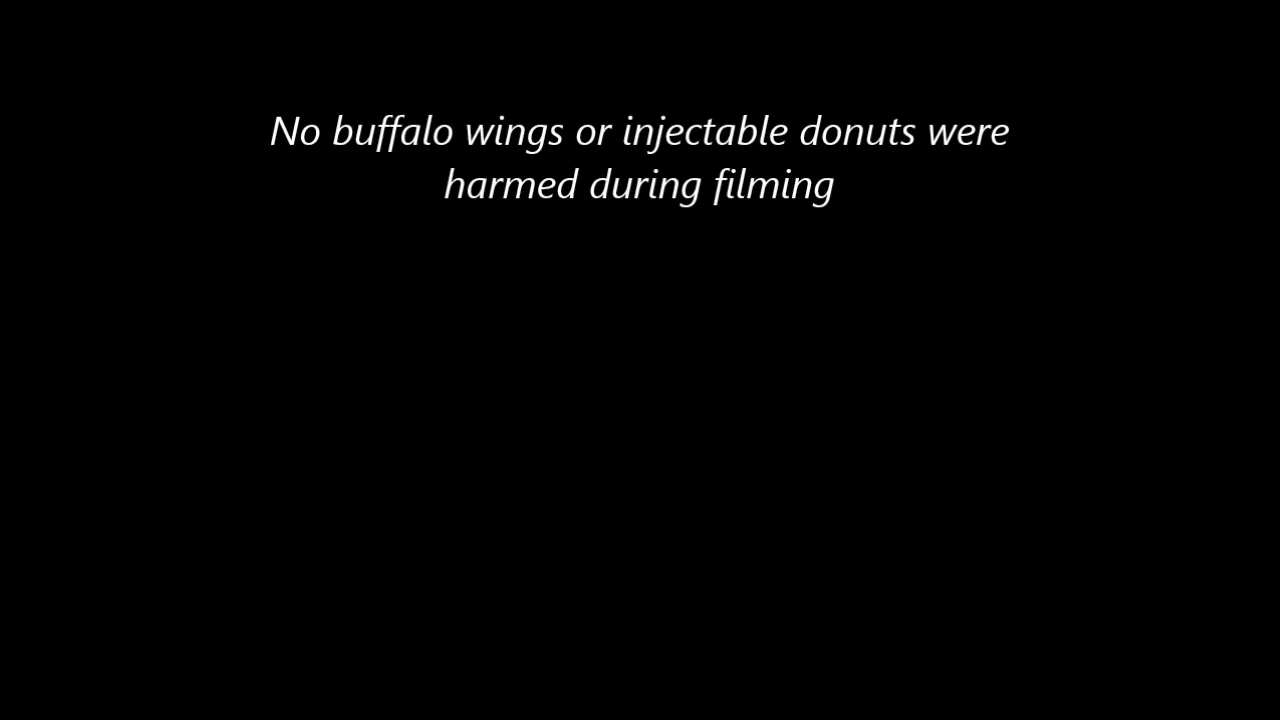 No buffalo wings or injectable donuts were
harmed during filming